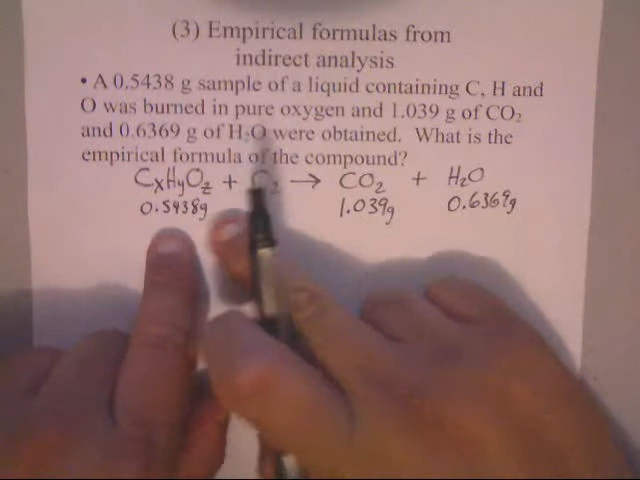 (3) Empirical formulas from
indirect analysis
• A 0.5438 g sample of a liquid containing C, H and
O was burned in pure oxygen and 1.039 g of CO₂
and 0.6369 g of H₂O were obtained. What is the
empirical formula of the compound?
CxHyOz + → CO₂ + H₂O
0.5438g 1.039g 0.6369g